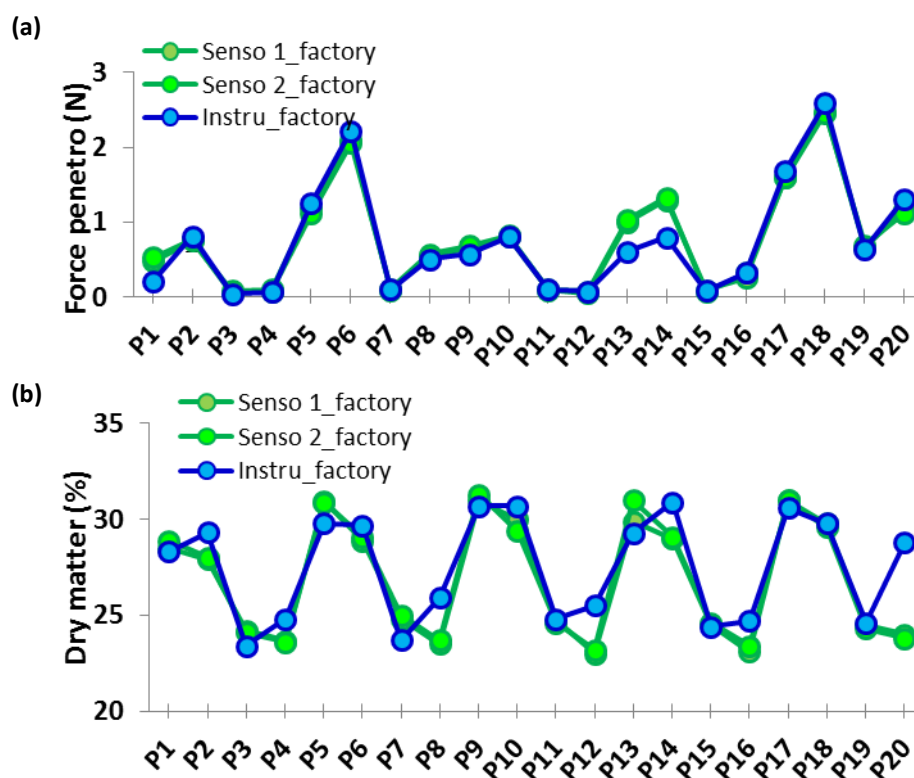 (a)
Senso 1_factory
Senso 2_factory
Instru_factory
Force penetro (N)
3
2
1
0
P1 P2 P3 P4 P5 P6 P7 P8 P9 P10 P11 P12 P13 P14 P15 P16 P17 P18 P19 P20
(b)
Senso 1_factory
Senso 2_factory
Instru_factory
Dry matter (%)
35
30
25
20
P1 P2 P3 P4 P5 P6 P7 P8 P9 P10 P11 P12 P13 P14 P15 P16 P17 P18 P19 P20